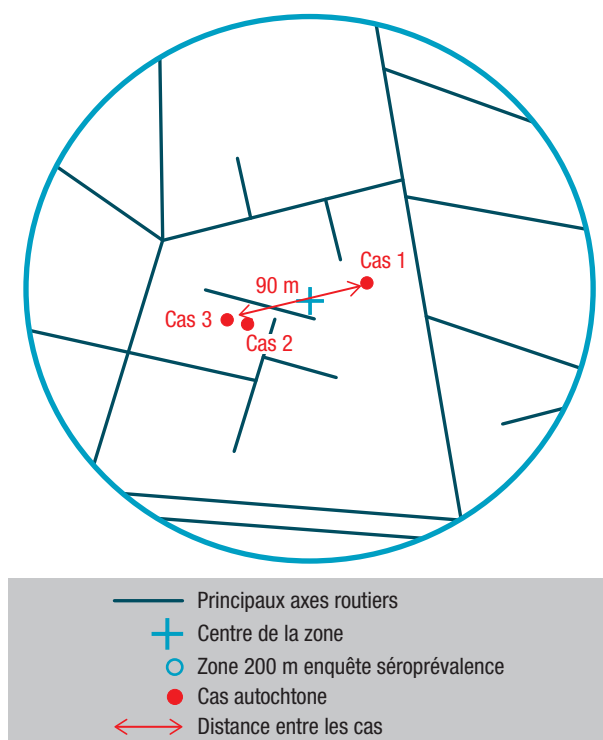 Cas 1
90 m
Cas 3
Cas 2
Principaux axes routiers
Centre de la zone
Zone 200 m enquête séroprévalence
Cas autochtone
Distance entre les cas